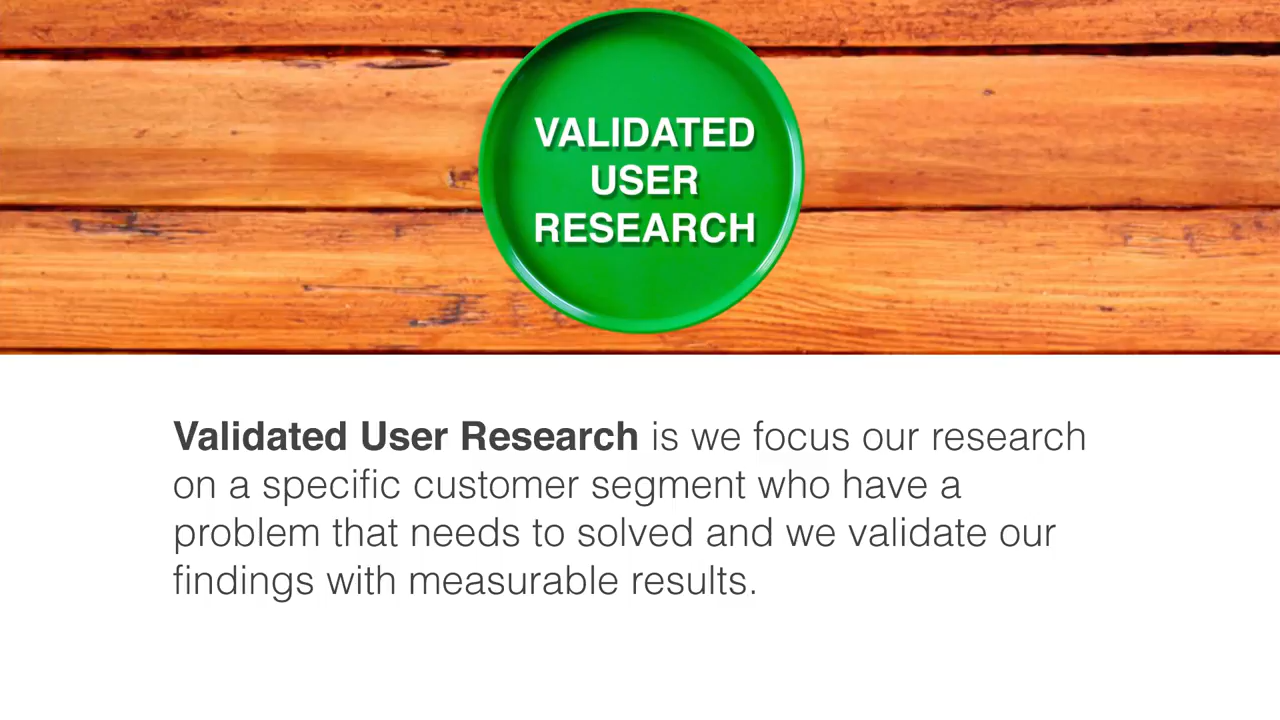 VALIDATED
USER
RESEARCH
Validated User Research is we focus our research
on a specific customer segment who have a
problem that needs to solved and we validate our
findings with measurable results.